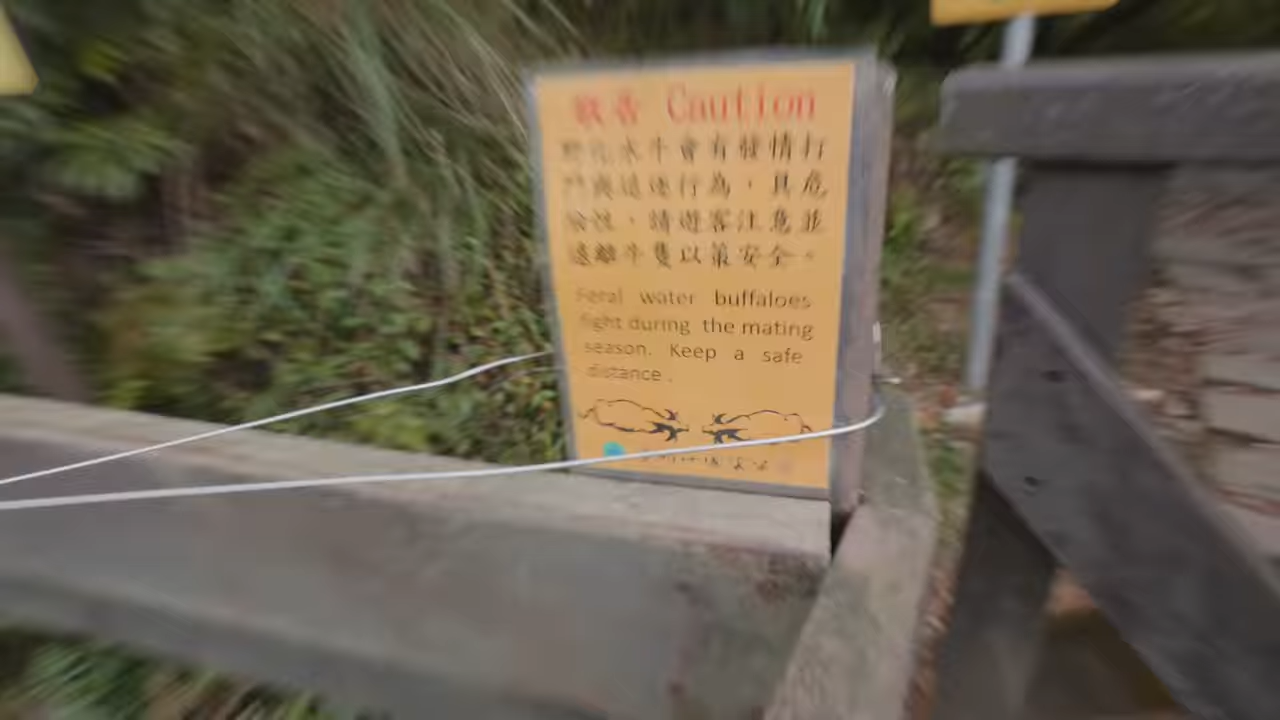 敬告 Caution
野化水牛會有發情打
鬥與追逐行為，具危
險性，請遊客注意並
遠離牛隻以策安全。
Feral water buffaloes
fight during the mating
season. Keep a safe
distance .